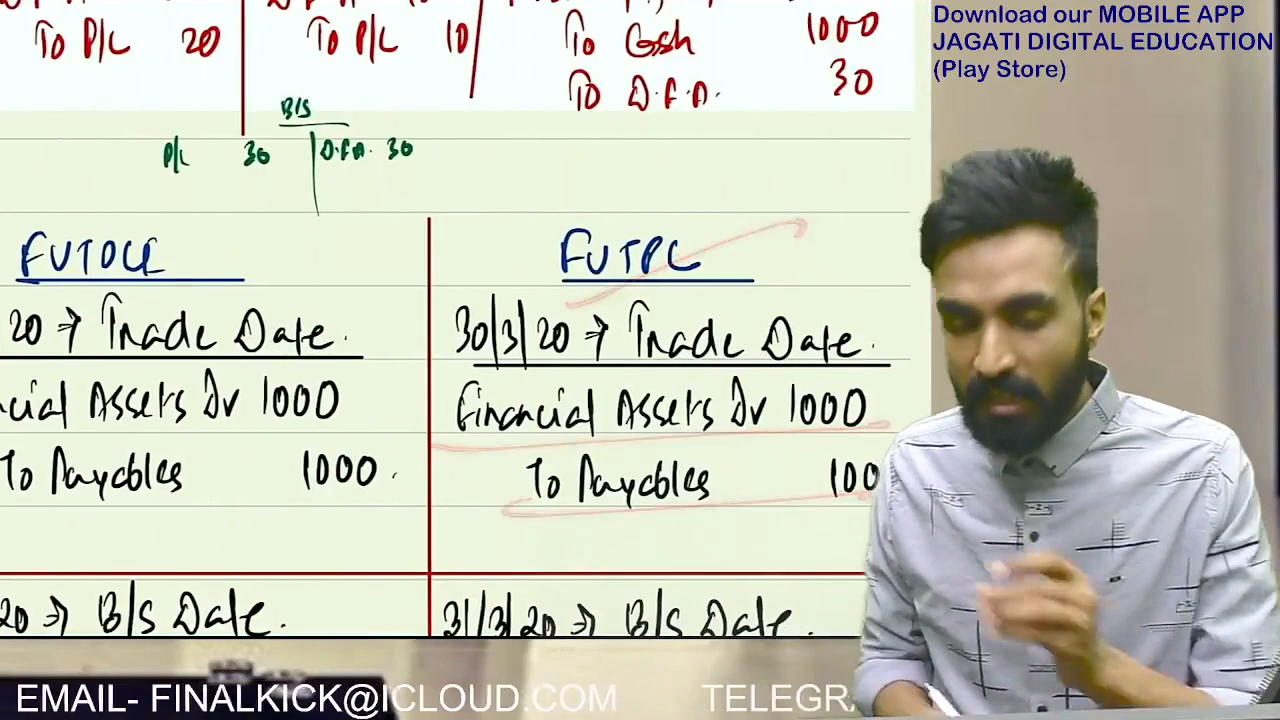 To P/L 20
To P/L 10
To Cash 1000
To D.F.A. 30
Download our MOBILE APP
JAGATI DIGITAL EDUCATION
(Play Store)
B/S
P/L 30
D.F.A. 30
FVTOCI
20 ⇒ Trade Date.
ncial Assets Dr 1000
To Payables 1000.
FVTPL
30/3/20 ⇒ Trade Date.
Financial Assets Dr 1000
To Payables 100
20 ⇒ B/S Date.
31/3/20 ⇒ B/S Date.
EMAIL- FINALKICK@ICLOUD.COM TELEGRA